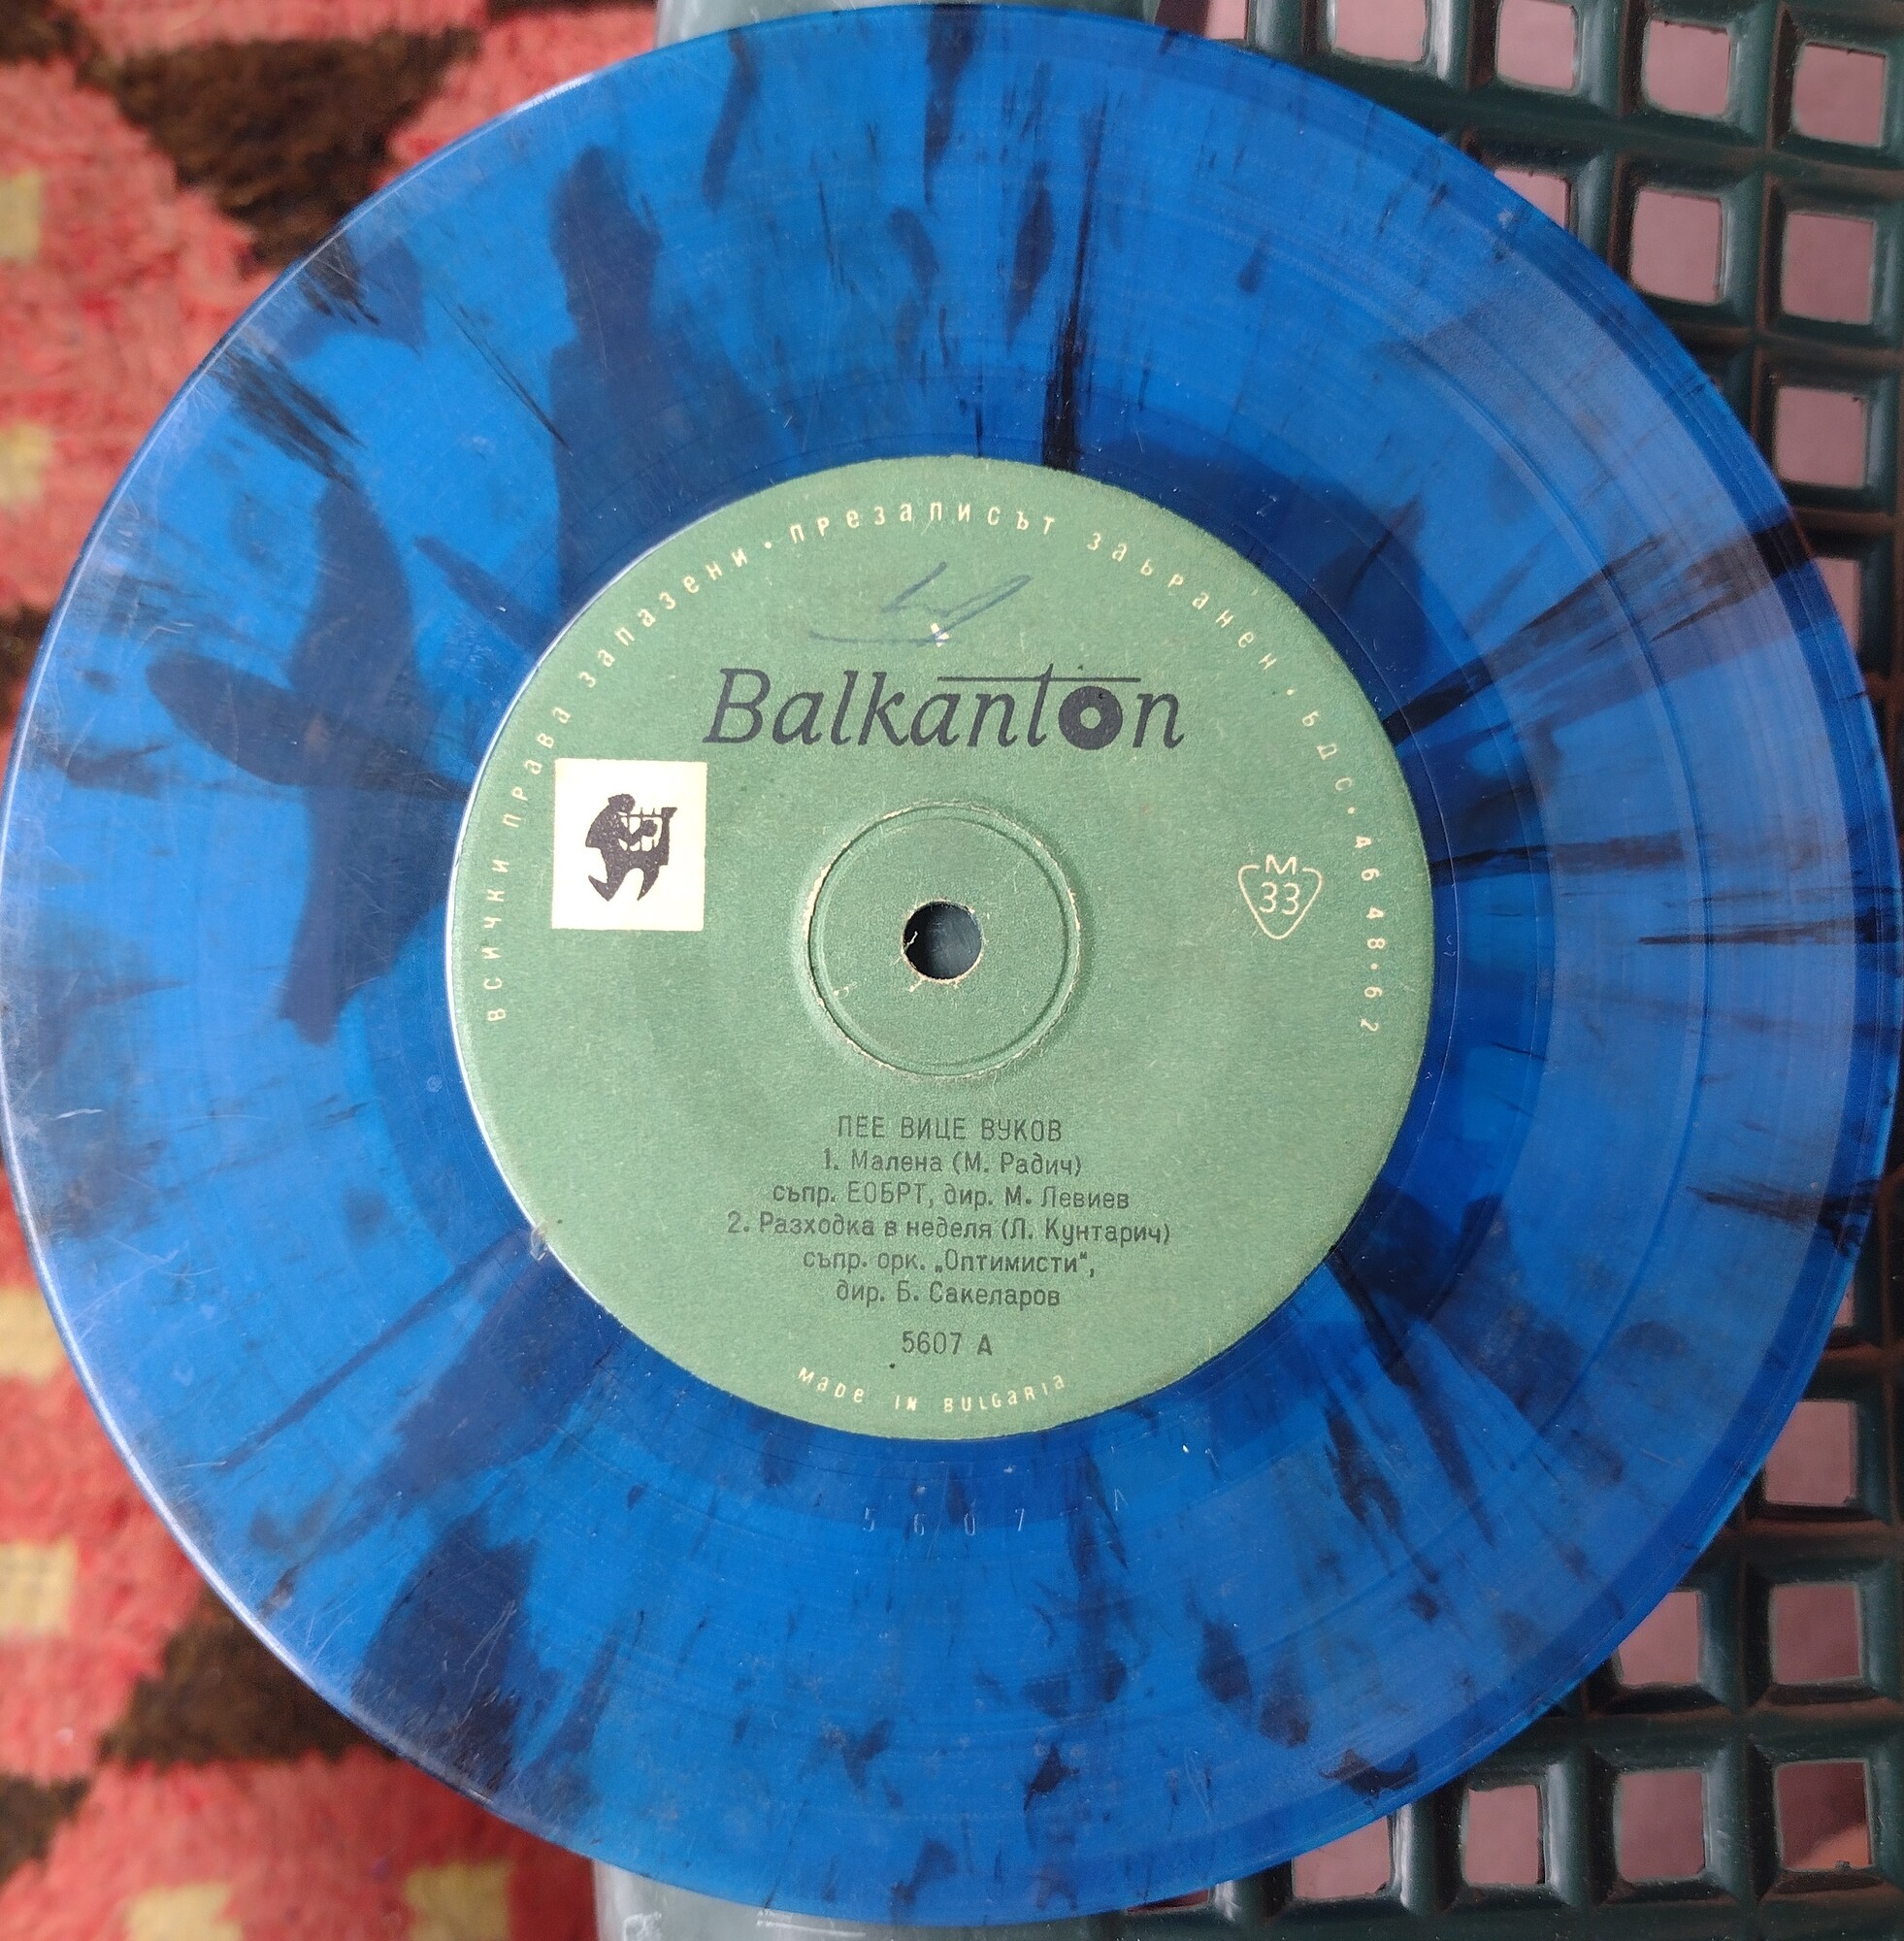 всички права запазени · презаписът забранен · бдс · 4648·62
Balkanton
М
33
ПЕЕ ВИЦЕ ВУКОВ
1. Малена (М. Радич)
съпр. ЕОБРТ, дир. М. Левиев
2. Разходка в неделя (Л. Кунтарич)
съпр. орк. „Оптимисти“,
дир. Б. Сакеларов
5607 А
MADE IN BULGARIA
5607 А